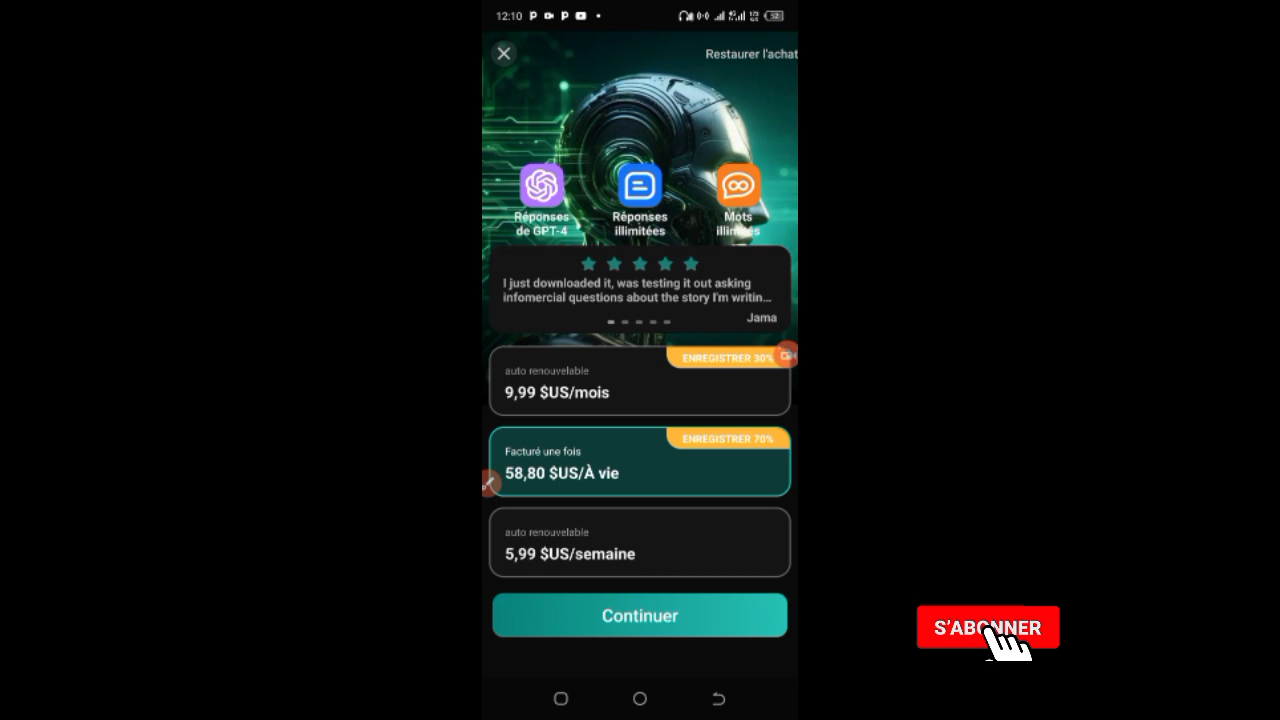 12:10
52
Restaurer l'achat
Réponses
de GPT-4
Réponses
illimitées
Mots
illimités
I just downloaded it, was testing it out asking
infomercial questions about the story I'm writin...
Jama
ENREGISTRER 30%
auto renouvelable
9,99 $US/mois
ENREGISTRER 70%
Facturé une fois
58,80 $US/À vie
auto renouvelable
5,99 $US/semaine
Continuer
S'ABONNER